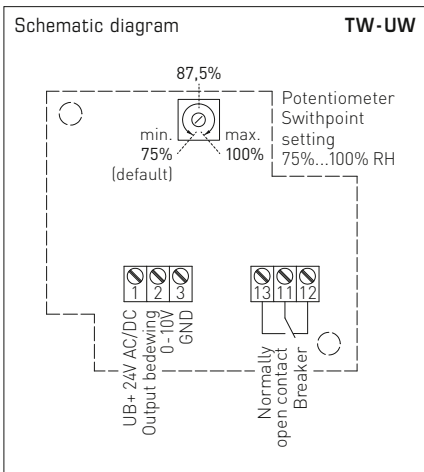 Schematic diagram TW-UW
87,5%
Potentiometer
Swithpoint
setting
75%...100% RH
min. max.
75% 100%
(default)
1 2 3
13 11 12
UB+ 24V AC/DC
Output bedewing
0-10V
GND
Normally
open contact
Breaker